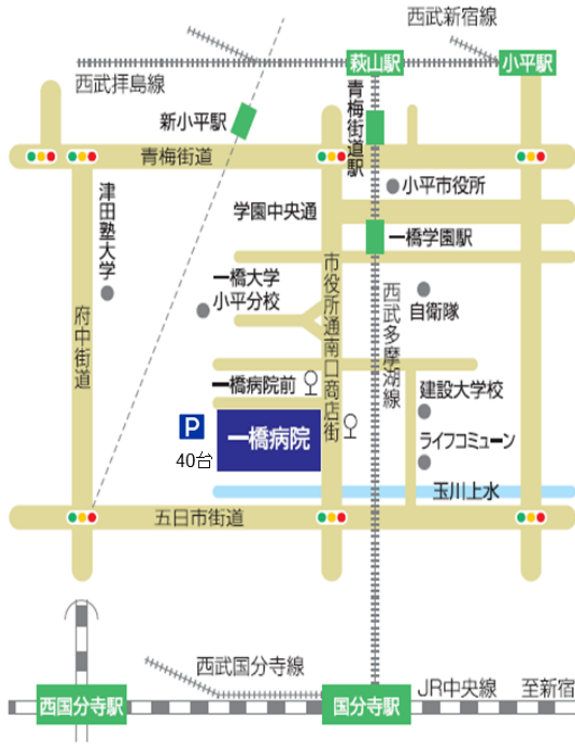 西武新宿線
萩山駅
小平駅
西武拝島線
新小平駅
青梅街道駅
青梅街道
小平市役所
学園中央通
津田塾大学
一橋学園駅
一橋大学
小平分校
自衛隊
府中街道
市役所通南口商店街
西武多摩湖線
一橋病院前
建設大学校
P
一橋病院
40台
ライフコミューン
玉川上水
五日市街道
西武国分寺線
JR中央線
至新宿
西国分寺駅
国分寺駅